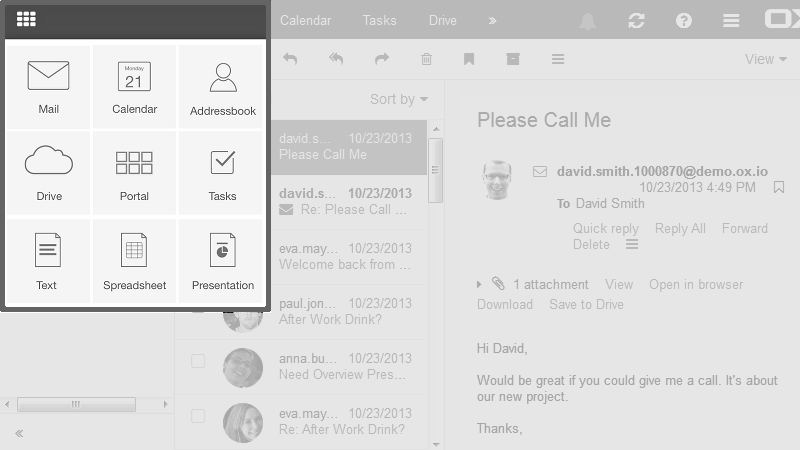 Calendar Tasks Drive »
OX
View
Mail
Monday
21
Calendar
Addressbook
Drive
Portal
Tasks
Text
Spreadsheet
Presentation
Sort by
david.s... 10/23/2013
Please Call Me
david.s... 10/23/2013
Re: Please Call ...
eva.may... 10/23/2013
Welcome back from ...
paul.jon... 10/23/2013
After Work Drink?
anna.bu... 10/23/2013
Need Overview Pres...
eva.may... 10/23/2013
Re: After Work Drink?
«
Please Call Me
david.smith.1000870@demo.ox.io
10/23/2013 4:49 PM
To David Smith
Quick reply Reply All Forward
Delete
1 attachment View Open in browser
Download Save to Drive
Hi David,
Would be great if you could give me a call. It's about
our new project.
Thanks,